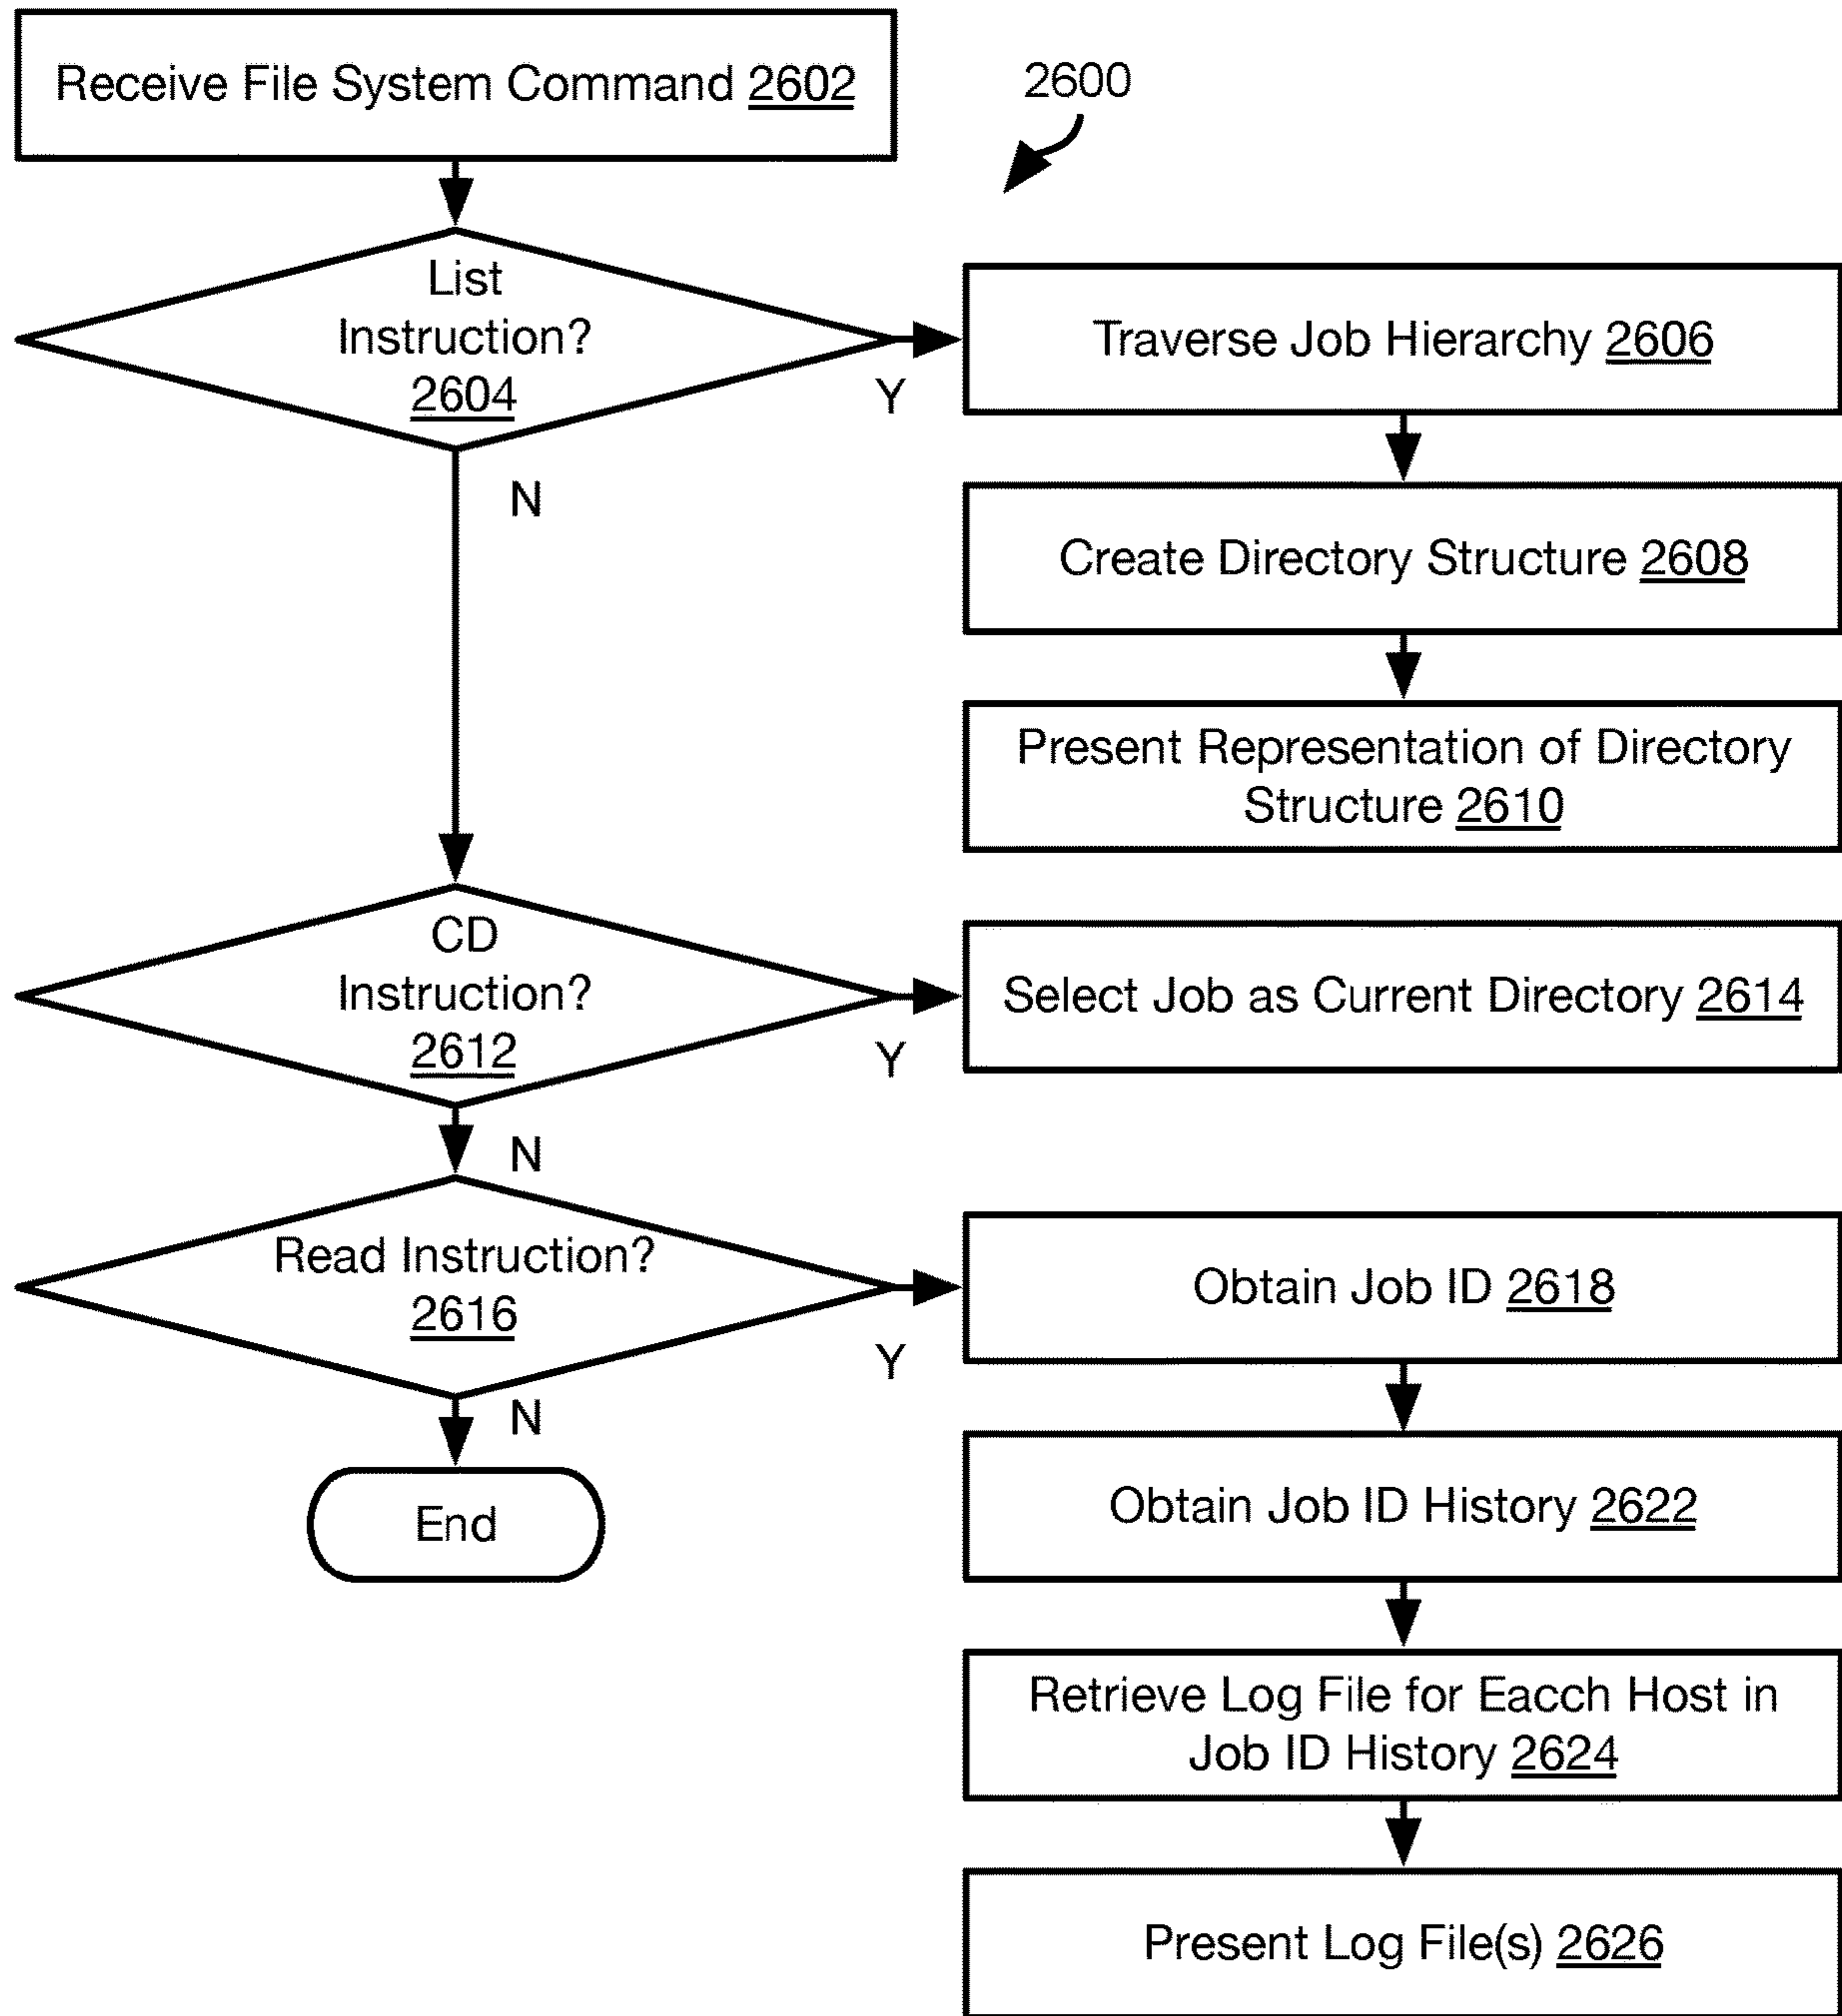 Receive File System Command 2602
2600
List
Instruction?
2604
Y
N
Traverse Job Hierarchy 2606
Create Directory Structure 2608
Present Representation of Directory
Structure 2610
CD
Instruction?
2612
Y
N
Select Job as Current Directory 2614
Read Instruction?
2616
Y
N
Obtain Job ID 2618
End
Obtain Job ID History 2622
Retrieve Log File for Eacch Host in
Job ID History 2624
Present Log File(s) 2626